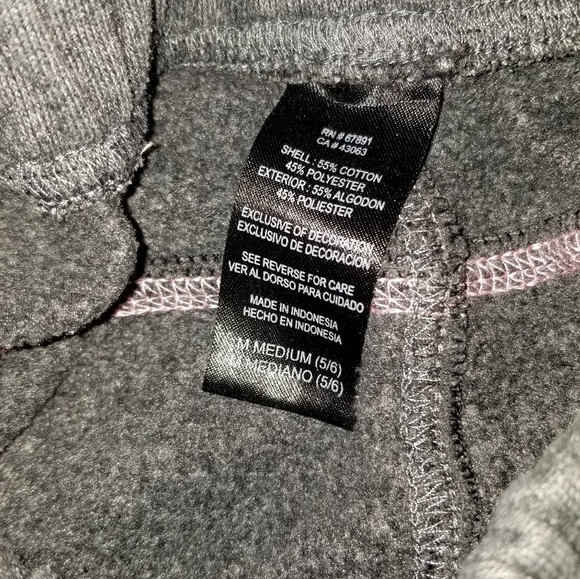 RN # 67891
CA # 43063
SHELL : 55% COTTON
45% POLYESTER
EXTERIOR : 55% ALGODON
45% POLIESTER
EXCLUSIVE OF DECORATION
EXCLUSIVO DE DECORACIÓN
SEE REVERSE FOR CARE
VER AL DORSO PARA CUIDADO
MADE IN INDONESIA
HECHO EN INDONESIA
M MEDIUM (5/6)
M MEDIANO (5/6)